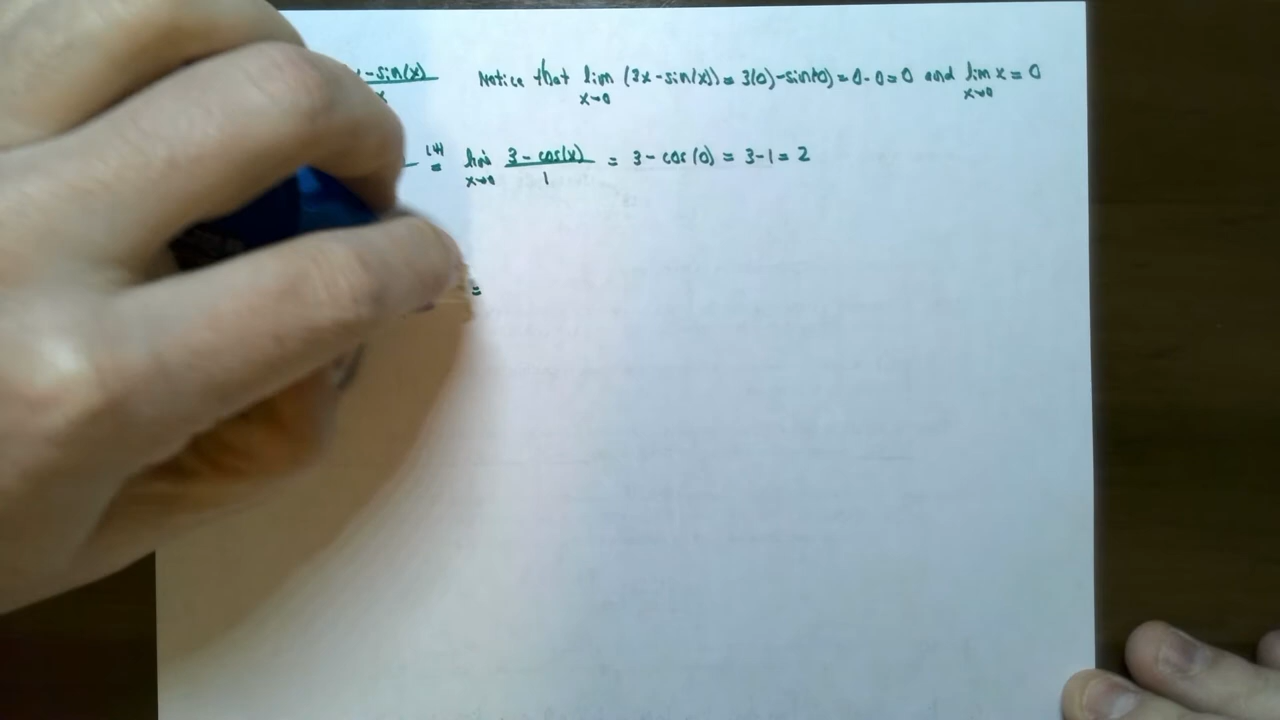 -sin(x) Notice that lim (3x-sin(x)) = 3(0)-sin(0) = 0-0 = 0 and lim x = 0
x x→0 x→0
(LH) = lim 3-cos(x) = 3-cos(0) = 3-1 = 2
x→0 1
=